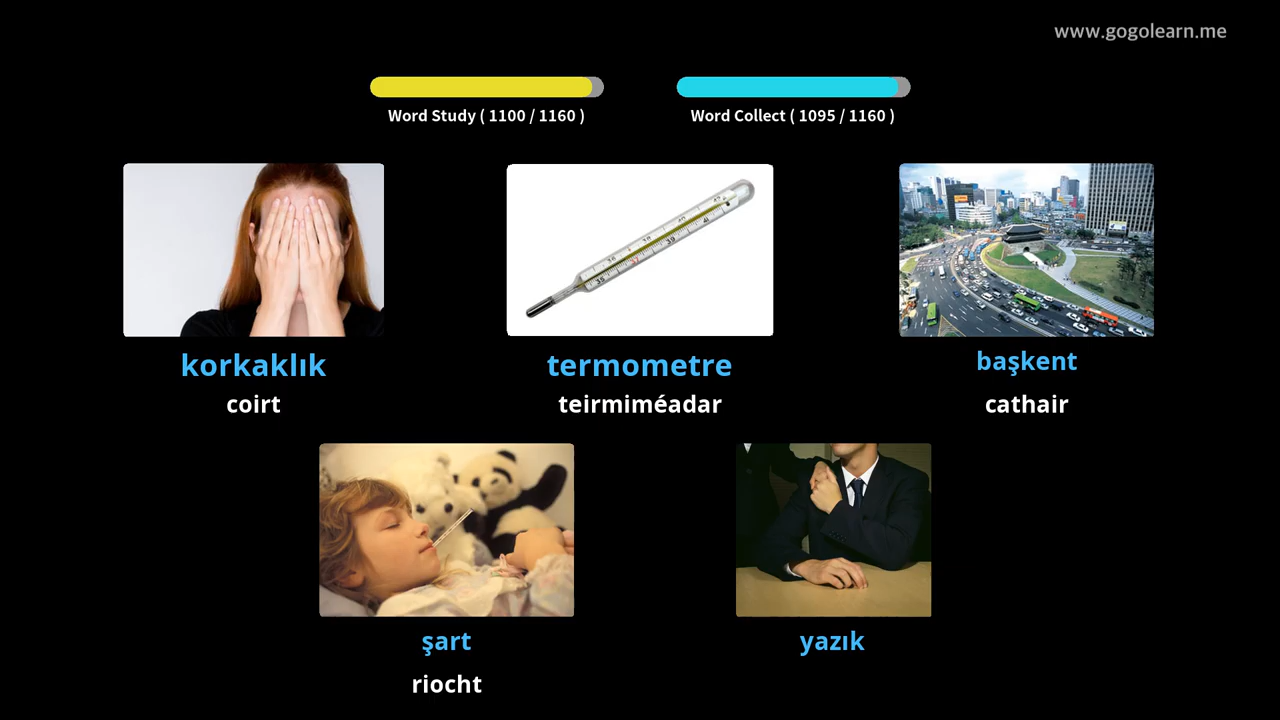 www.gogolearn.me
Word Study ( 1100 / 1160 )
Word Collect ( 1095 / 1160 )
korkaklık
coirt
termometre
teirmiméadar
başkent
cathair
şart
riocht
yazık